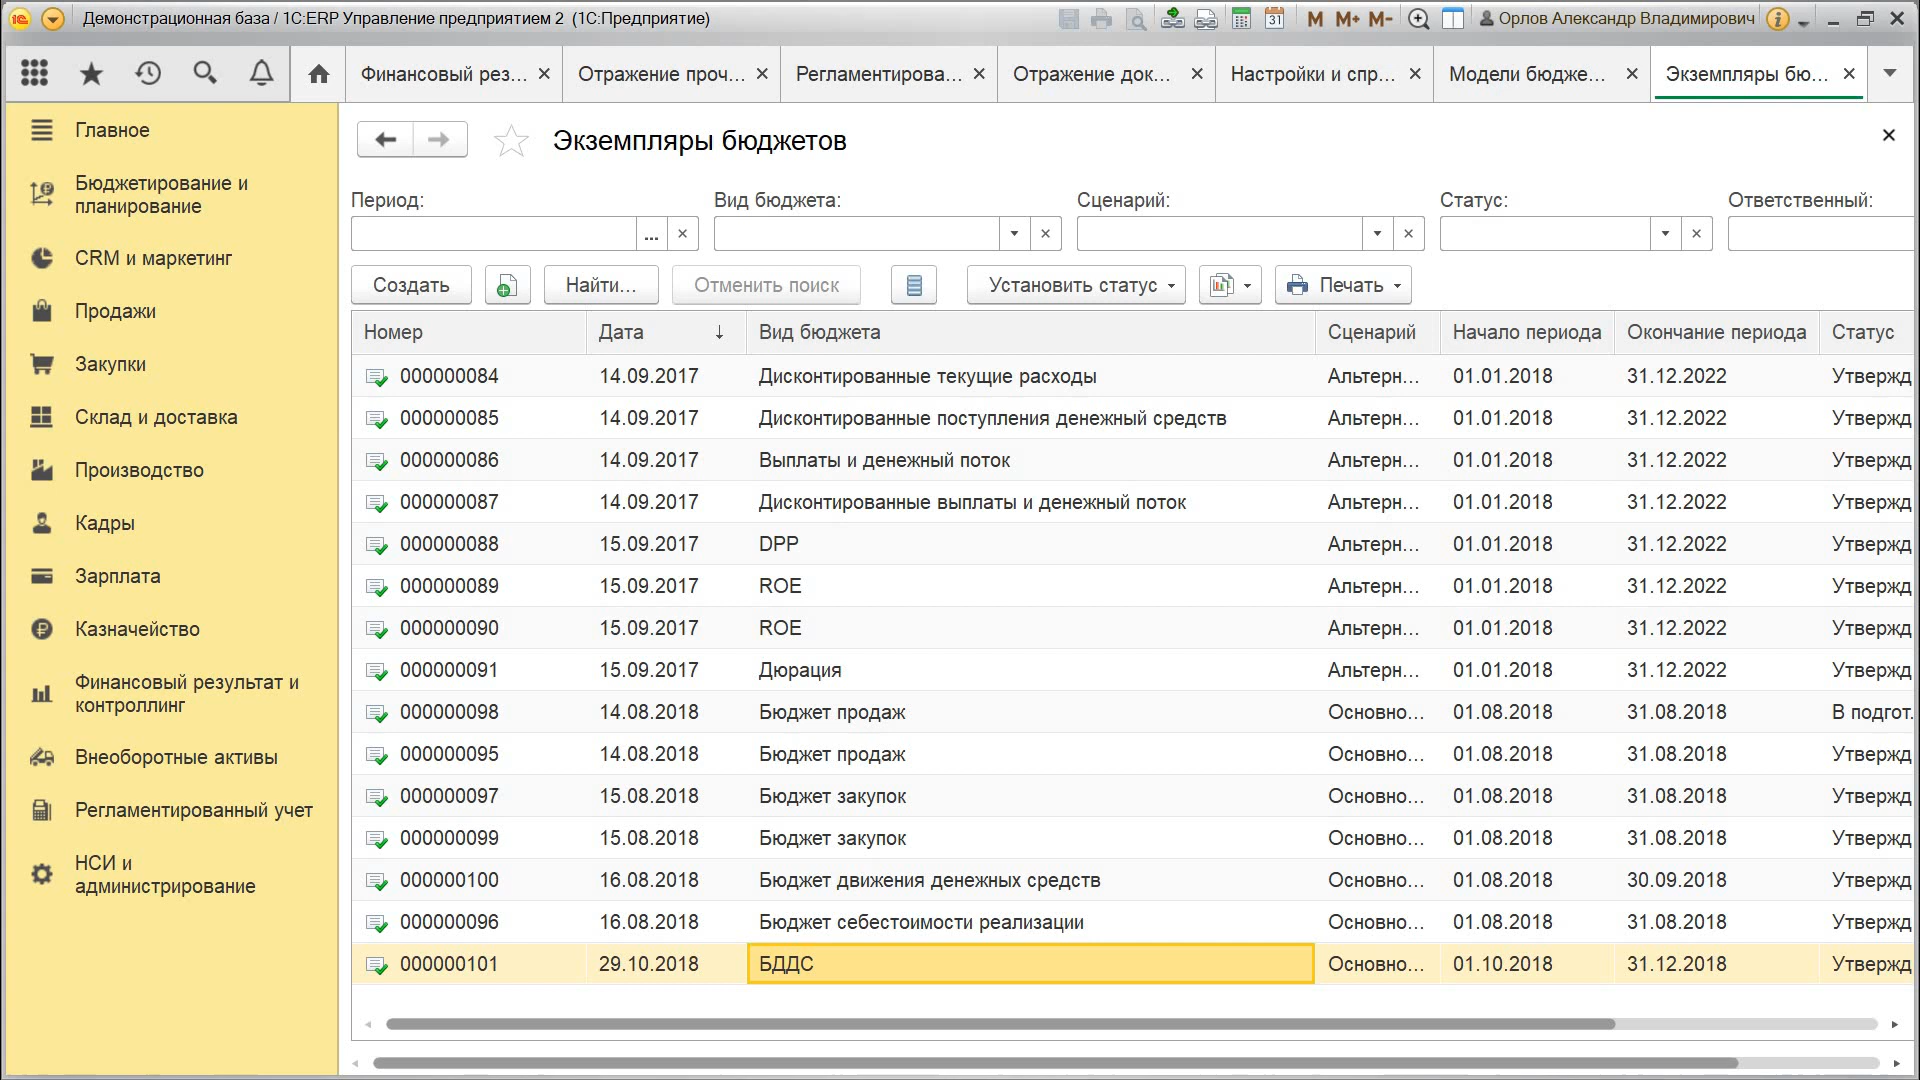 Демонстрационная база / 1С:ERP Управление предприятием 2 (1С:Предприятие)
M M+ M- 31 Орлов Александр Владимирович
Финансовый рез... Отражение проч... Регламентирова... Отражение док... Настройки и спр... Модели бюдже... Экземпляры бю...
Главное
Бюджетирование и
планирование
CRM и маркетинг
Продажи
Закупки
Склад и доставка
Производство
Кадры
Зарплата
Казначейство
Финансовый результат и
контроллинг
Внеоборотные активы
Регламентированный учет
НСИ и
администрирование
Экземпляры бюджетов
Период: Вид бюджета: Сценарий: Статус: Ответственный:
Создать Найти... Отменить поиск Установить статус Печать
Номер Дата Вид бюджета Сценарий Начало периода Окончание периода Статус
000000084 14.09.2017 Дисконтированные текущие расходы Альтерн... 01.01.2018 31.12.2022 Утвержд
000000085 14.09.2017 Дисконтированные поступления денежный средств Альтерн... 01.01.2018 31.12.2022 Утвержд
000000086 14.09.2017 Выплаты и денежный поток Альтерн... 01.01.2018 31.12.2022 Утвержд
000000087 14.09.2017 Дисконтированные выплаты и денежный поток Альтерн... 01.01.2018 31.12.2022 Утвержд
000000088 15.09.2017 DPP Альтерн... 01.01.2018 31.12.2022 Утвержд
000000089 15.09.2017 ROE Альтерн... 01.01.2018 31.12.2022 Утвержд
000000090 15.09.2017 ROE Альтерн... 01.01.2018 31.12.2022 Утвержд
000000091 15.09.2017 Дюрация Альтерн... 01.01.2018 31.12.2022 Утвержд
000000098 14.08.2018 Бюджет продаж Основно... 01.08.2018 31.08.2018 В подгот.
000000095 14.08.2018 Бюджет продаж Основно... 01.08.2018 31.08.2018 Утвержд
000000097 15.08.2018 Бюджет закупок Основно... 01.08.2018 31.08.2018 Утвержд
000000099 15.08.2018 Бюджет закупок Основно... 01.08.2018 31.08.2018 Утвержд
000000100 16.08.2018 Бюджет движения денежных средств Основно... 01.08.2018 30.09.2018 Утвержд
000000096 16.08.2018 Бюджет себестоимости реализации Основно... 01.08.2018 31.08.2018 Утвержд
000000101 29.10.2018 БДДС Основно... 01.10.2018 31.12.2018 Утвержд